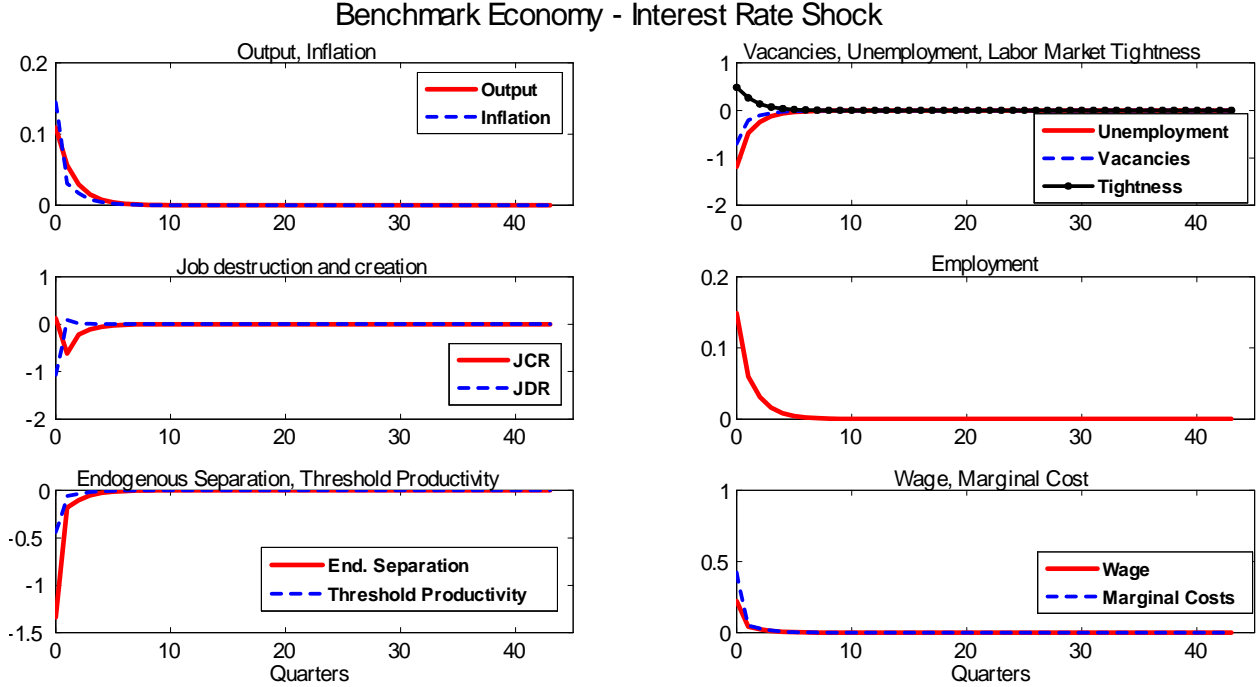 Benchmark Economy - Interest Rate Shock
Output, Inflation
0.2
0.1
0
0 10 20 30 40
Output
Inflation
Vacancies, Unemployment, Labor Market Tightness
1
0
-1
-2
0 10 20 30 40
Unemployment
Vacancies
Tightness
Job destruction and creation
1
0
-1
-2
0 10 20 30 40
JCR
JDR
Employment
0.2
0.1
0
0 10 20 30 40
Endogenous Separation, Threshold Productivity
0
-0.5
-1
-1.5
0 10 20 30 40
End. Separation
Threshold Productivity
Quarters
Wage, Marginal Cost
1
0.5
0
0 10 20 30 40
Wage
Marginal Costs
Quarters